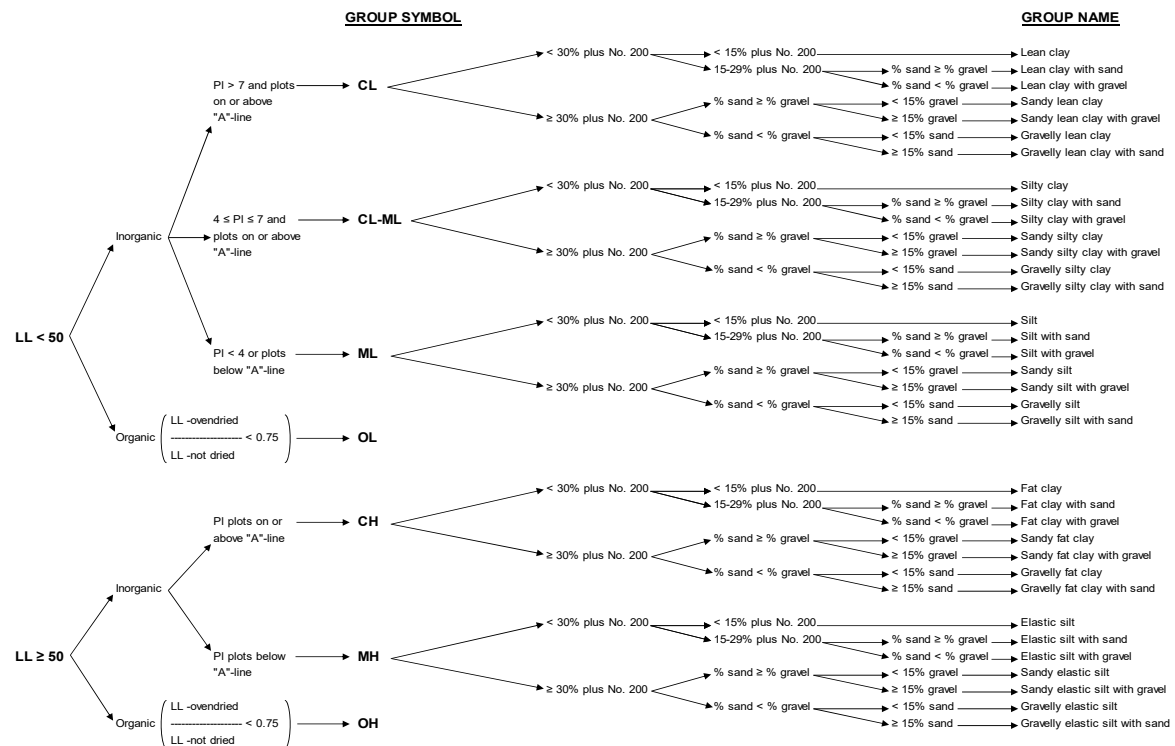 GROUP SYMBOL GROUP NAME
< 30% plus No. 200 < 15% plus No. 200 Lean clay
15-29% plus No. 200 % sand ≥ % gravel Lean clay with sand
PI > 7 and plots on or above "A"-line CL % sand < % gravel Lean clay with gravel
≥ 30% plus No. 200 % sand ≥ % gravel < 15% gravel Sandy lean clay
≥ 15% gravel Sandy lean clay with gravel
% sand < % gravel < 15% sand Gravelly lean clay
≥ 15% sand Gravelly lean clay with sand
< 30% plus No. 200 < 15% plus No. 200 Silty clay
15-29% plus No. 200 % sand ≥ % gravel Silty clay with sand
4 ≤ PI ≤ 7 and plots on or above "A"-line CL-ML % sand < % gravel Silty clay with gravel
Inorganic % sand ≥ % gravel < 15% gravel Sandy silty clay
≥ 30% plus No. 200 ≥ 15% gravel Sandy silty clay with gravel
% sand < % gravel < 15% sand Gravelly silty clay
≥ 15% sand Gravelly silty clay with sand
LL < 50
< 30% plus No. 200 < 15% plus No. 200 Silt
15-29% plus No. 200 % sand ≥ % gravel Silt with sand
PI < 4 or plots below "A"-line ML % sand < % gravel Silt with gravel
% sand ≥ % gravel < 15% gravel Sandy silt
≥ 30% plus No. 200 ≥ 15% gravel Sandy silt with gravel
% sand < % gravel < 15% sand Gravelly silt
≥ 15% sand Gravelly silt with sand
LL -ovendried
Organic ---------------------- < 0.75 OL
LL -not dried
< 30% plus No. 200 < 15% plus No. 200 Fat clay
15-29% plus No. 200 % sand ≥ % gravel Fat clay with sand
PI plots on or above "A"-line CH % sand < % gravel Fat clay with gravel
% sand ≥ % gravel < 15% gravel Sandy fat clay
≥ 30% plus No. 200 ≥ 15% gravel Sandy fat clay with gravel
% sand < % gravel < 15% sand Gravelly fat clay
Inorganic ≥ 15% sand Gravelly fat clay with sand
< 30% plus No. 200 < 15% plus No. 200 Elastic silt
15-29% plus No. 200 % sand ≥ % gravel Elastic silt with sand
LL ≥ 50 PI plots below "A"-line MH % sand < % gravel Elastic silt with gravel
% sand ≥ % gravel < 15% gravel Sandy elastic silt
≥ 30% plus No. 200 ≥ 15% gravel Sandy elastic silt with gravel
% sand < % gravel < 15% sand Gravelly elastic silt
≥ 15% sand Gravelly elastic silt with sand
LL -ovendried
Organic ---------------------- < 0.75 OH
LL -not dried